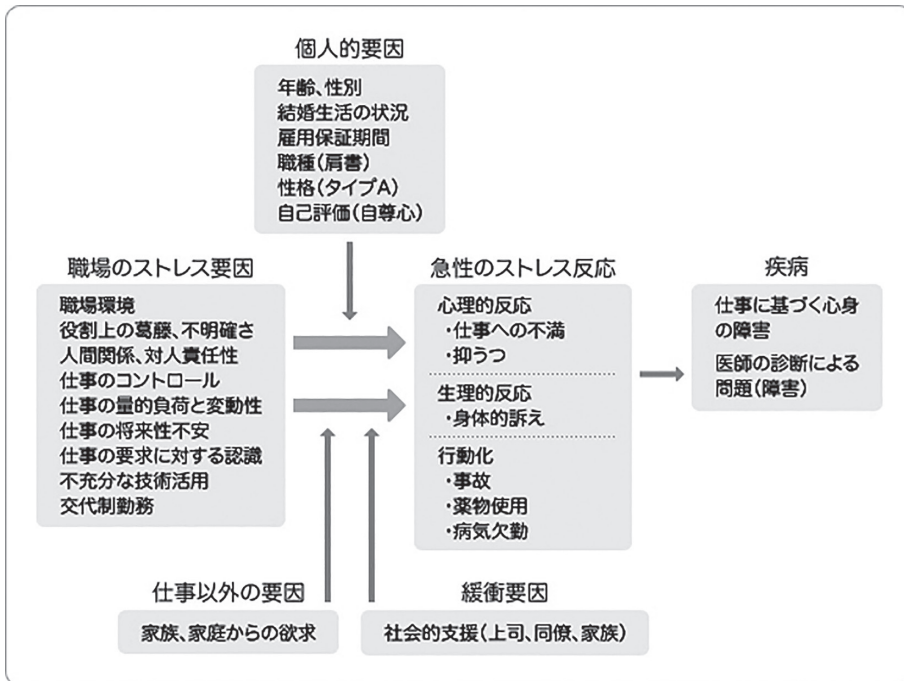 個人的要因
年齢、性別
結婚生活の状況
雇用保証期間
職種(肩書)
性格(タイプA)
自己評価(自尊心)
職場のストレス要因
職場環境
役割上の葛藤、不明確さ
人間関係、対人責任性
仕事のコントロール
仕事の量的負荷と変動性
仕事の将来性不安
仕事の要求に対する認識
不充分な技術活用
交代制勤務
急性のストレス反応
心理的反応
・仕事への不満
・抑うつ
生理的反応
・身体的訴え
行動化
・事故
・薬物使用
・病気欠勤
疾病
仕事に基づく心身
の障害
医師の診断による
問題(障害)
仕事以外の要因
家族、家庭からの欲求
緩衝要因
社会的支援(上司、同僚、家族)